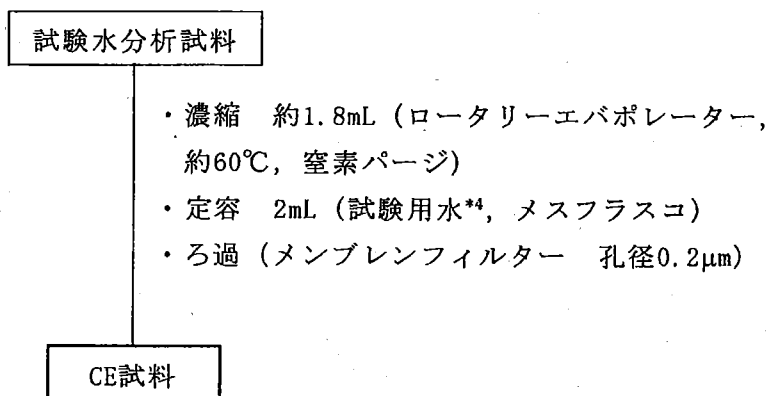 試験水分析試料
・濃縮 約1.8mL (ロータリーエバポレーター,
約60℃, 窒素パージ)
・定容 2mL (試験用水*4, メスフラスコ)
・ろ過 (メンブレンフィルター 孔径0.2μm)
CE試料